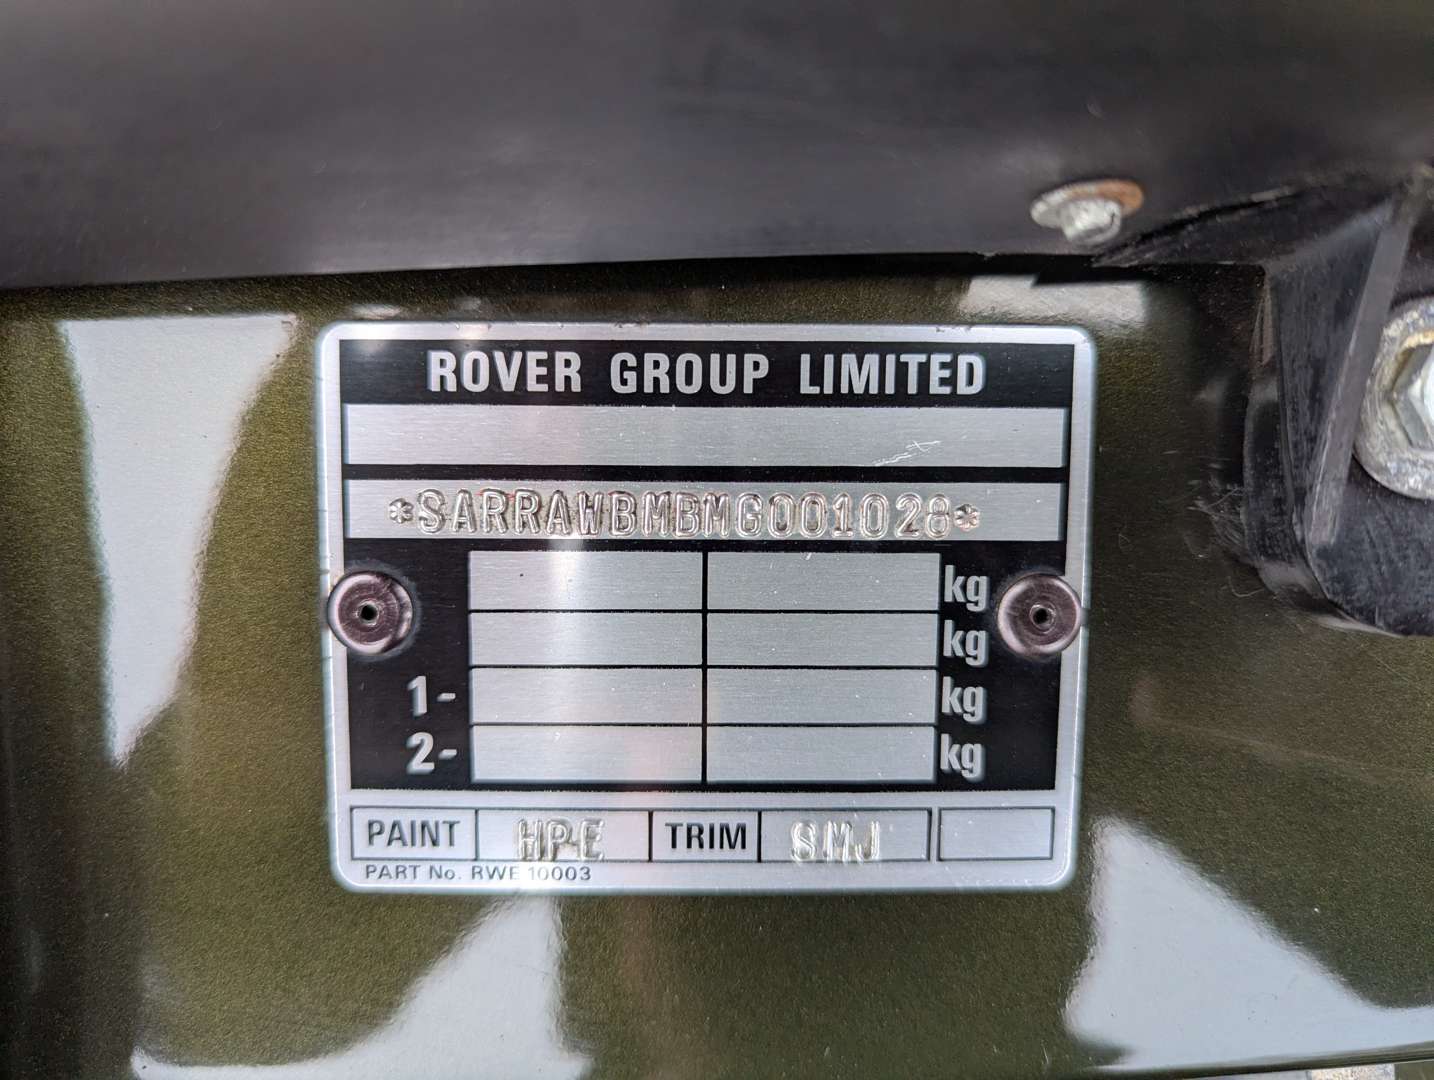 ROVER GROUP LIMITED
*SARRAWBMBMG001028*
kg
kg
1- kg
2- kg
PAINT HPE TRIM SMJ
PART No. RWE 10003